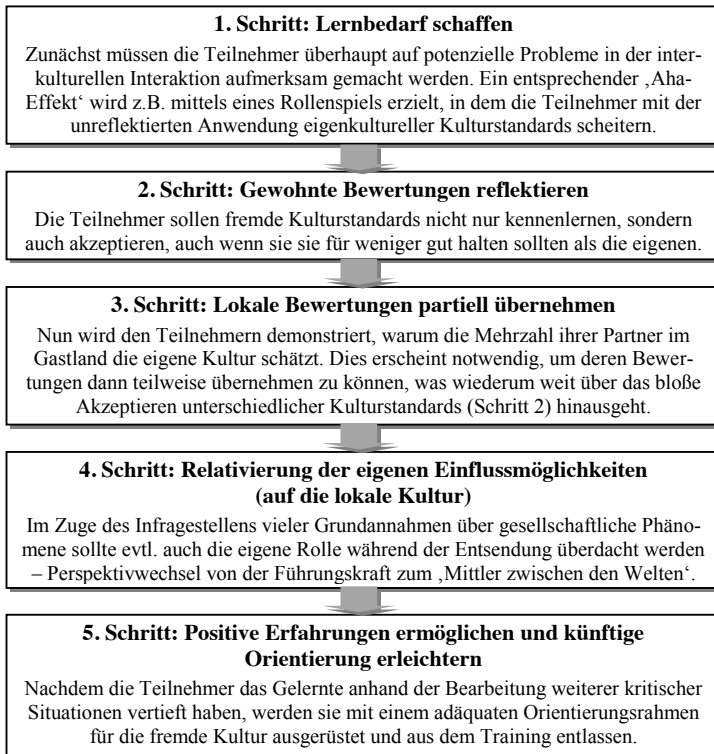 1. Schritt: Lernbedarf schaffen
Zunächst müssen die Teilnehmer überhaupt auf potenzielle Probleme in der inter-
kulturellen Interaktion aufmerksam gemacht werden. Ein entsprechender ‚Aha-
Effekt‘ wird z.B. mittels eines Rollenspiels erzielt, in dem die Teilnehmer mit der
unreflektierten Anwendung eigenkultureller Kulturstandards scheitern.
2. Schritt: Gewohnte Bewertungen reflektieren
Die Teilnehmer sollen fremde Kulturstandards nicht nur kennenlernen, sondern
auch akzeptieren, auch wenn sie sie für weniger gut halten sollten als die eigenen.
3. Schritt: Lokale Bewertungen partiell übernehmen
Nun wird den Teilnehmern demonstriert, warum die Mehrzahl ihrer Partner im
Gastland die eigene Kultur schätzt. Dies erscheint notwendig, um deren Bewer-
tungen dann teilweise übernehmen zu können, was wiederum weit über das bloße
Akzeptieren unterschiedlicher Kulturstandards (Schritt 2) hinausgeht.
4. Schritt: Relativierung der eigenen Einflussmöglichkeiten
(auf die lokale Kultur)
Im Zuge des Infragestellens vieler Grundannahmen über gesellschaftliche Phäno-
mene sollte evtl. auch die eigene Rolle während der Entsendung überdacht werden
– Perspektivwechsel von der Führungskraft zum ‚Mittler zwischen den Welten‘.
5. Schritt: Positive Erfahrungen ermöglichen und künftige
Orientierung erleichtern
Nachdem die Teilnehmer das Gelernte anhand der Bearbeitung weiterer kritischer
Situationen vertieft haben, werden sie mit einem adäquaten Orientierungsrahmen
für die fremde Kultur ausgerüstet und aus dem Training entlassen.